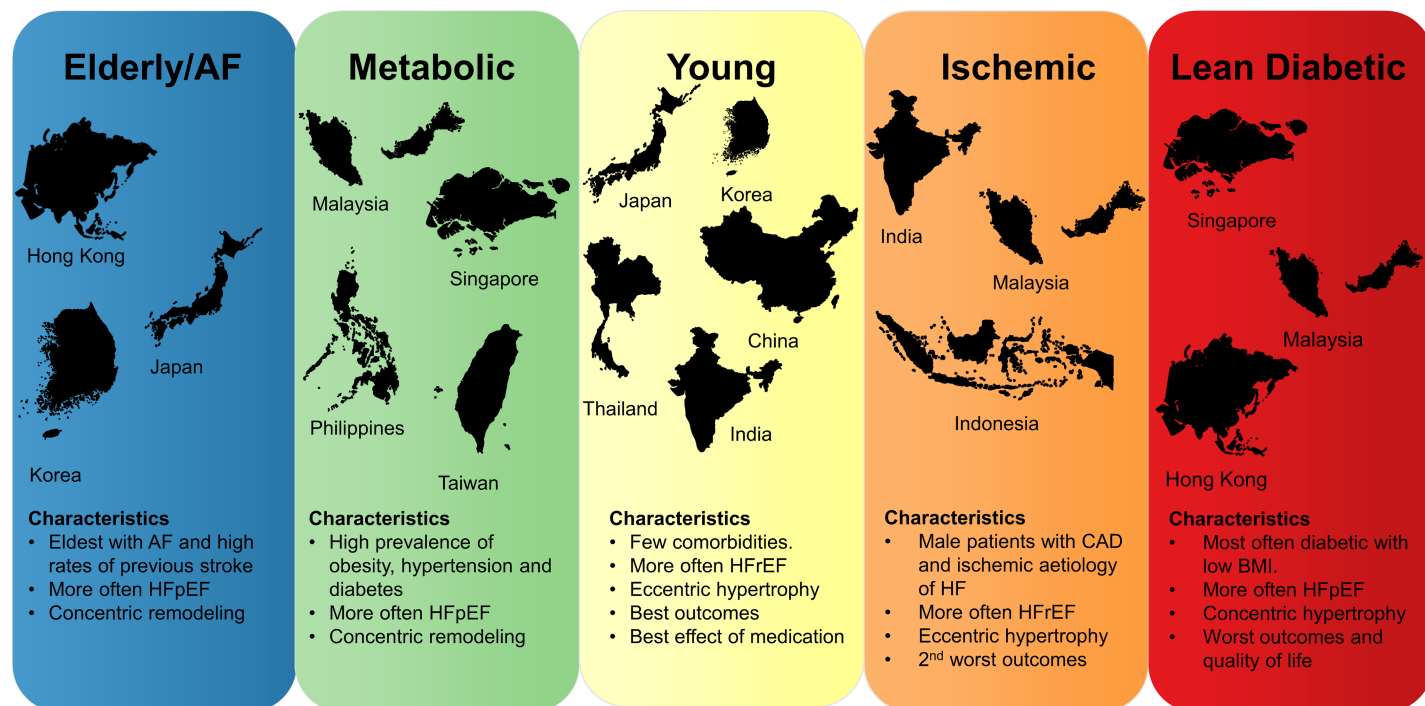 Elderly/AF
Hong Kong
Japan
Korea
Characteristics
• Eldest with AF and high
rates of previous stroke
• More often HFpEF
• Concentric remodeling
Metabolic
Malaysia
Singapore
Philippines
Taiwan
Characteristics
• High prevalence of
obesity, hypertension and
diabetes
• More often HFpEF
• Concentric remodeling
Young
Japan
Korea
China
Thailand
India
Characteristics
• Few comorbidities.
• More often HFrEF
• Eccentric hypertrophy
• Best outcomes
• Best effect of medication
Ischemic
India
Malaysia
Indonesia
Characteristics
• Male patients with CAD
and ischemic aetiology
of HF
• More often HFrEF
• Eccentric hypertrophy
• 2nd worst outcomes
Lean Diabetic
Singapore
Malaysia
Hong Kong
Characteristics
• Most often diabetic with
low BMI.
• More often HFpEF
• Concentric hypertrophy
• Worst outcomes and
quality of life